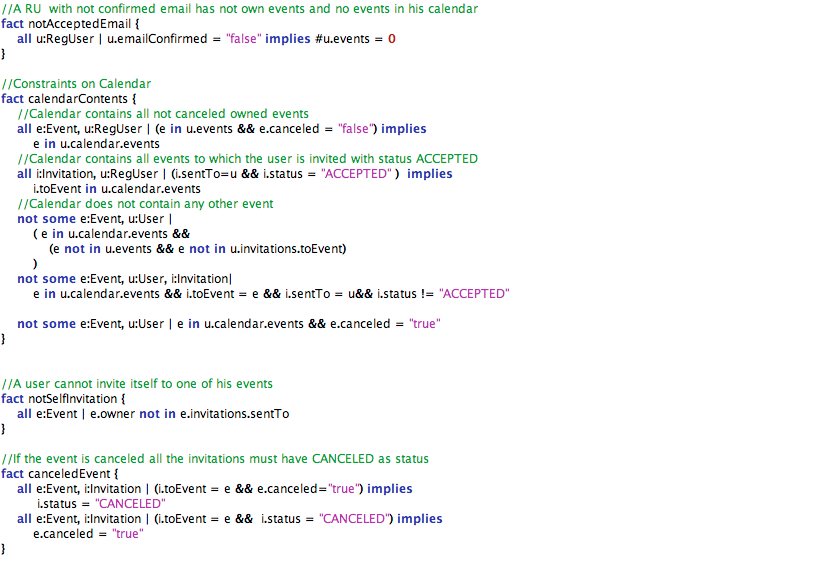 //A RU  with not confirmed email has not own events and no events in his calendar
fact notAcceptedEmail {
    all u:RegUser | u.emailConfirmed = "false" implies #u.events = 0
}

//Constraints on Calendar
fact calendarContents {
    //Calendar contains all not canceled owned events
    all e:Event, u:RegUser | (e in u.events && e.canceled = "false") implies
        e in u.calendar.events
    //Calendar contains all events to which the user is invited with status ACCEPTED
    all i:Invitation, u:RegUser | (i.sentTo=u && i.status = "ACCEPTED" )  implies
        i.toEvent in u.calendar.events
    //Calendar does not contain any other event
    not some e:Event, u:User |
        ( e in u.calendar.events &&
            (e not in u.events && e not in u.invitations.toEvent)
        )
    not some e:Event, u:User, i:Invitation|
        e in u.calendar.events && i.toEvent = e && i.sentTo = u&& i.status != "ACCEPTED"

    not some e:Event, u:User | e in u.calendar.events && e.canceled = "true"
}

//A user cannot invite itself to one of his events
fact notSelfInvitation {
    all e:Event | e.owner not in e.invitations.sentTo
}

//If the event is canceled all the invitations must have CANCELED as status
fact canceledEvent {
    all e:Event, i:Invitation | (i.toEvent = e && e.canceled="true") implies
        i.status = "CANCELED"
    all e:Event, i:Invitation | (i.toEvent = e &&  i.status = "CANCELED") implies
        e.canceled = "true"
}